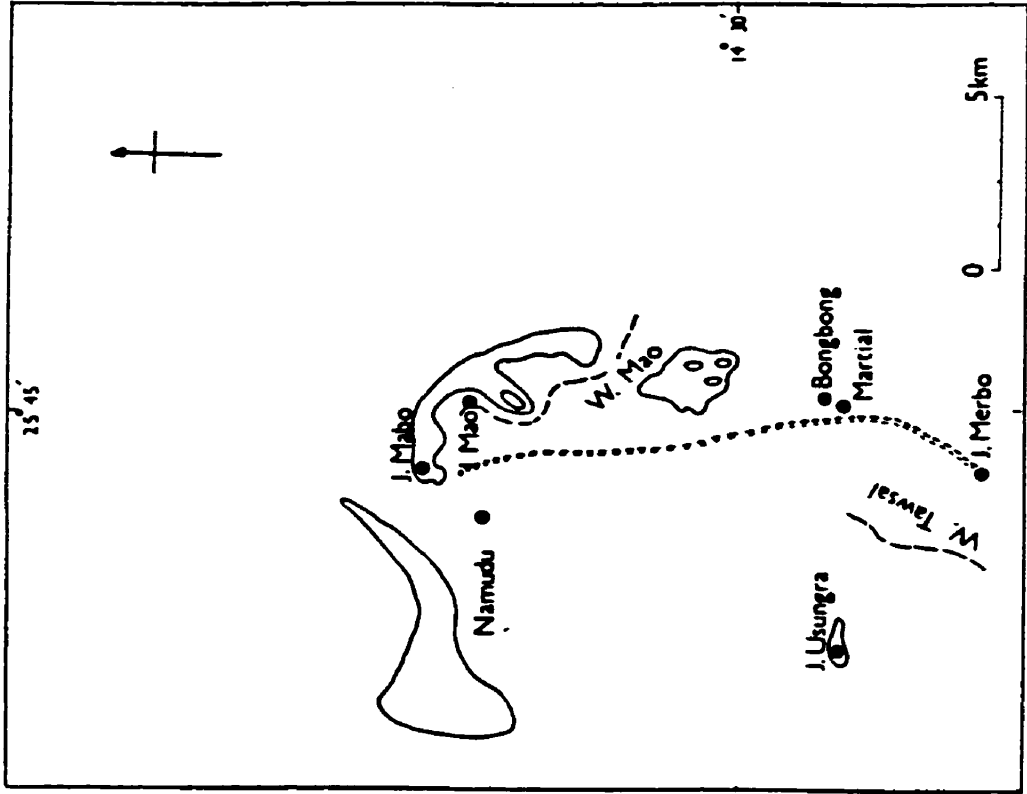 25° 45'
14° 30'
J. Mabo
J. Mao
Namudu
W. Mao
Bongbong
Martial
J. Usungra
W. Tawsal
J. Merbo
0 5km